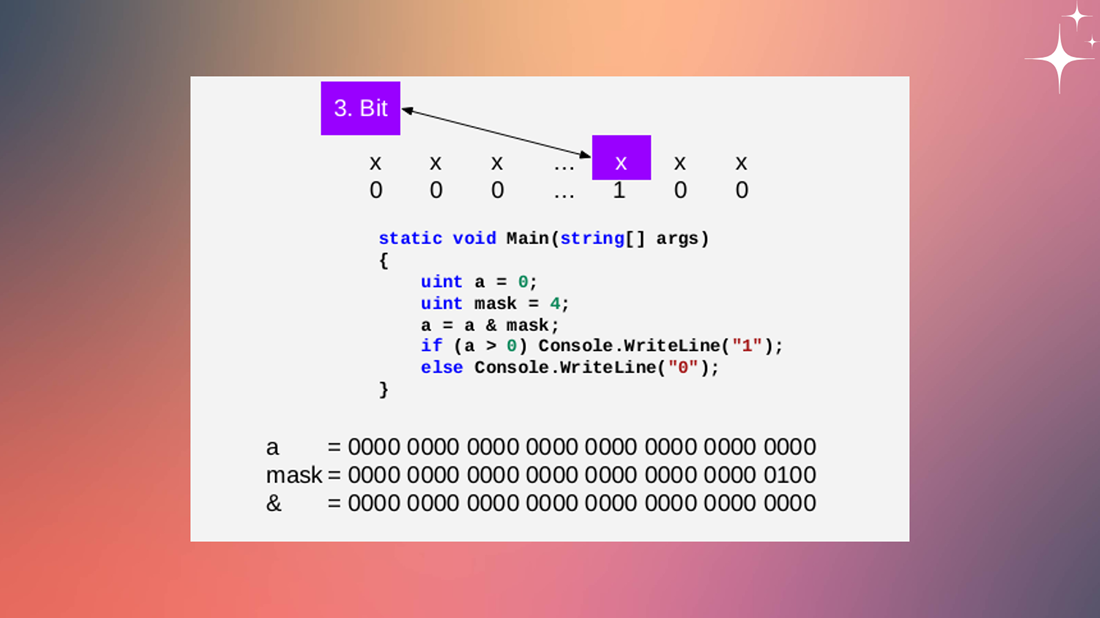 3. Bit
x x x ... x x x
0 0 0 ... 1 0 0
static void Main(string[] args)
{
    uint a = 0;
    uint mask = 4;
    a = a & mask;
    if (a > 0) Console.WriteLine("1");
    else Console.WriteLine("0");
}
a = 0000 0000 0000 0000 0000 0000 0000 0000
mask = 0000 0000 0000 0000 0000 0000 0000 0100
& = 0000 0000 0000 0000 0000 0000 0000 0000